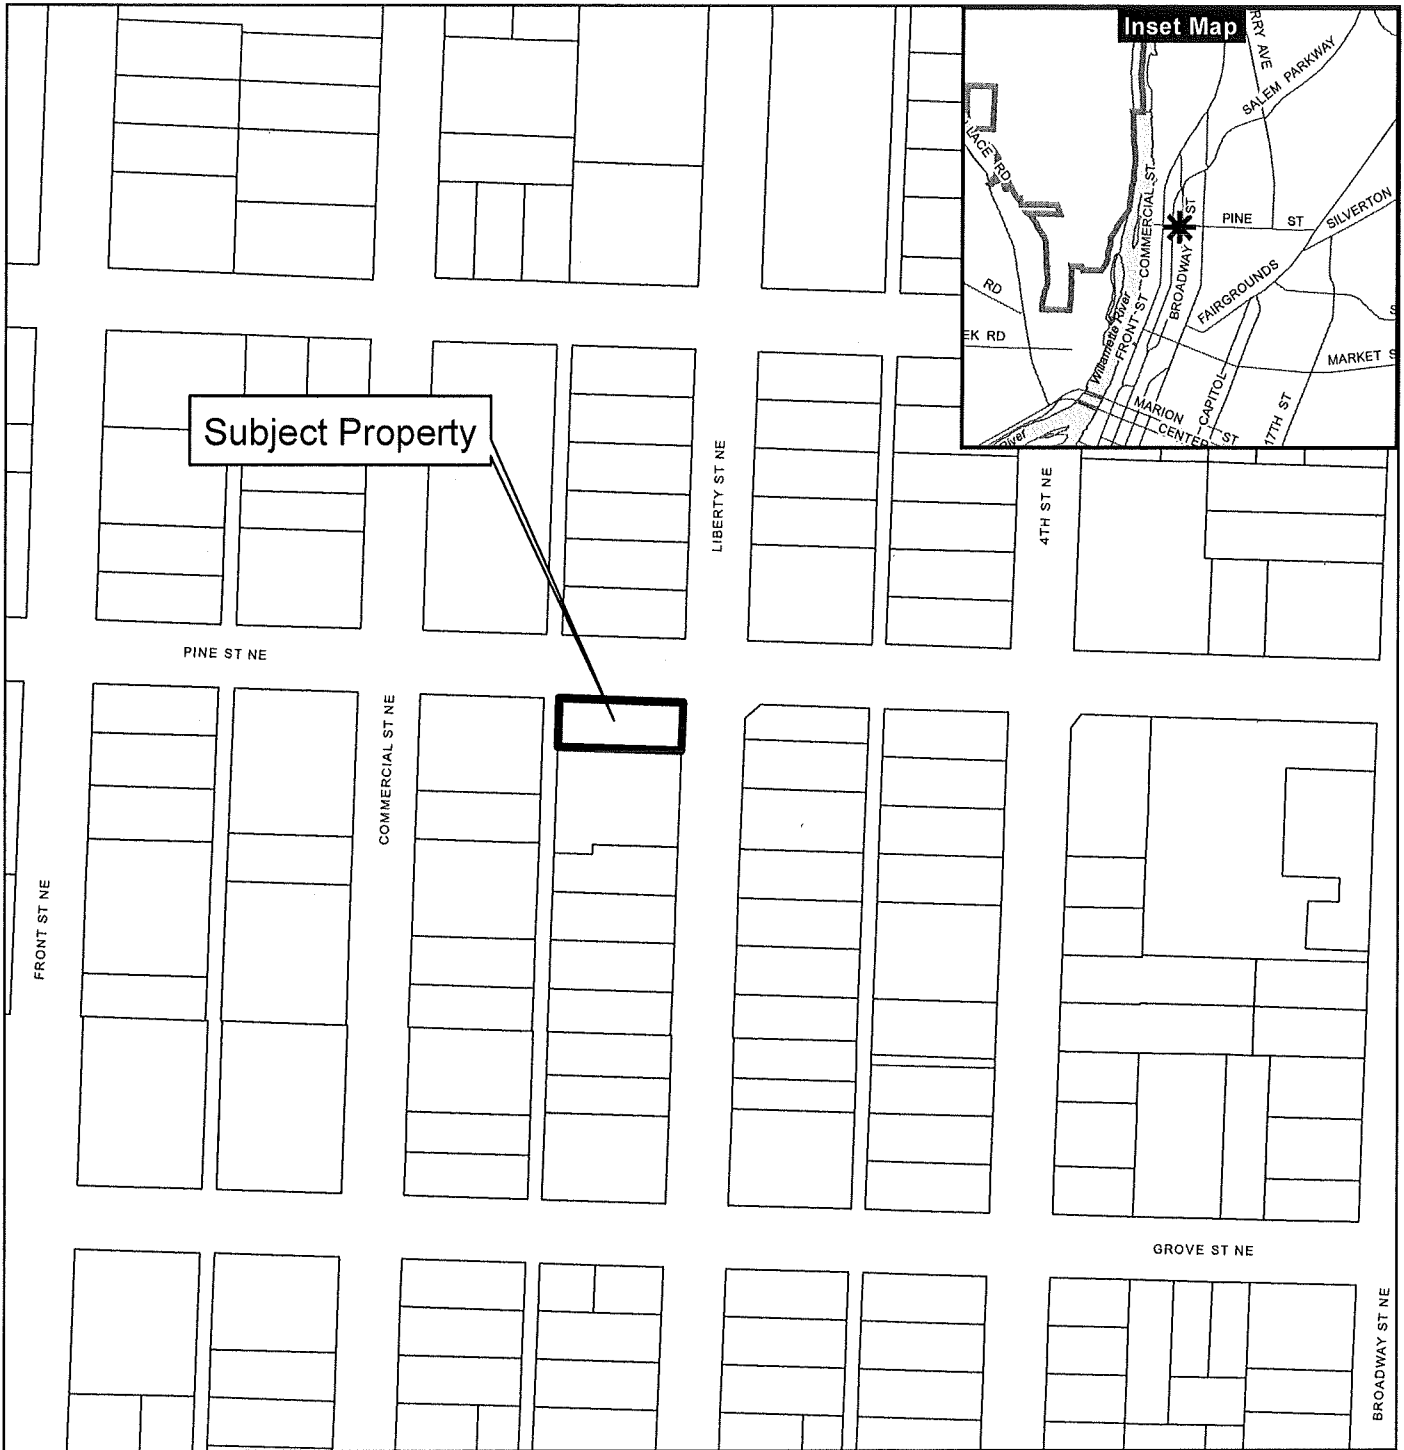 Inset Map
RRY AVE
SALEM PARKWAY
LACE RD
COMMERCIAL ST
ST
PINE ST
SILVERTON
RD
FAIRGROUNDS
BROADWAY
FRONT ST
Willamette River
EK RD
MARKET S
S
CAPITOL
MARION ST
CENTER
17TH ST
River
Subject Property
LIBERTY ST NE
4TH ST NE
PINE ST NE
COMMERCIAL ST NE
FRONT ST NE
GROVE ST NE
BROADWAY ST NE